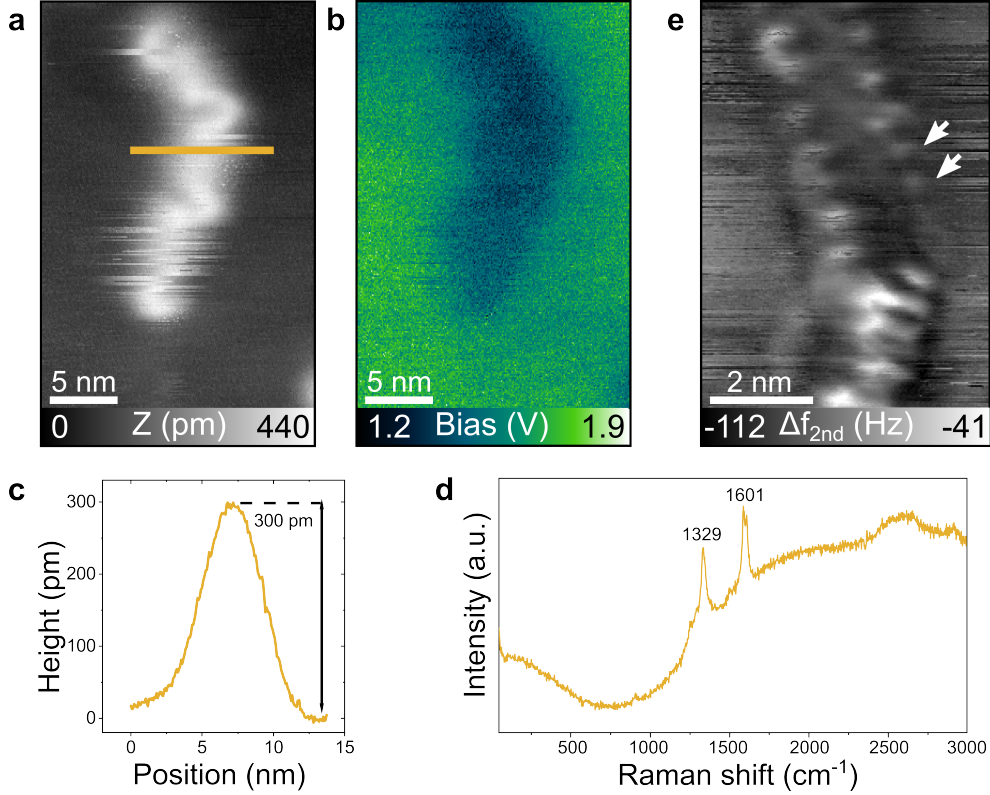 a
5 nm
0 Z (pm) 440
b
5 nm
1.2 Bias (V) 1.9
e
2 nm
-112 Δf2nd (Hz) -41
c
300 pm
300
200
100
0
0 5 10 15
Height (pm)
Position (nm)
d
1601
1329
Intensity (a.u.)
500 1000 1500 2000 2500 3000
Raman shift (cm-1)